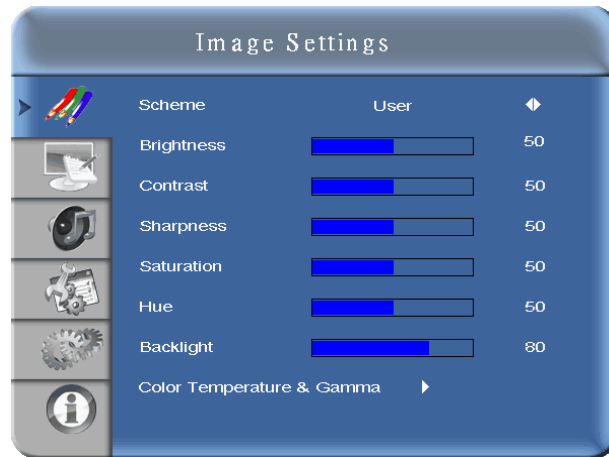 Image Settings
Scheme User
Brightness 50
Contrast 50
Sharpness 50
Saturation 50
Hue 50
Backlight 80
Color Temperature & Gamma